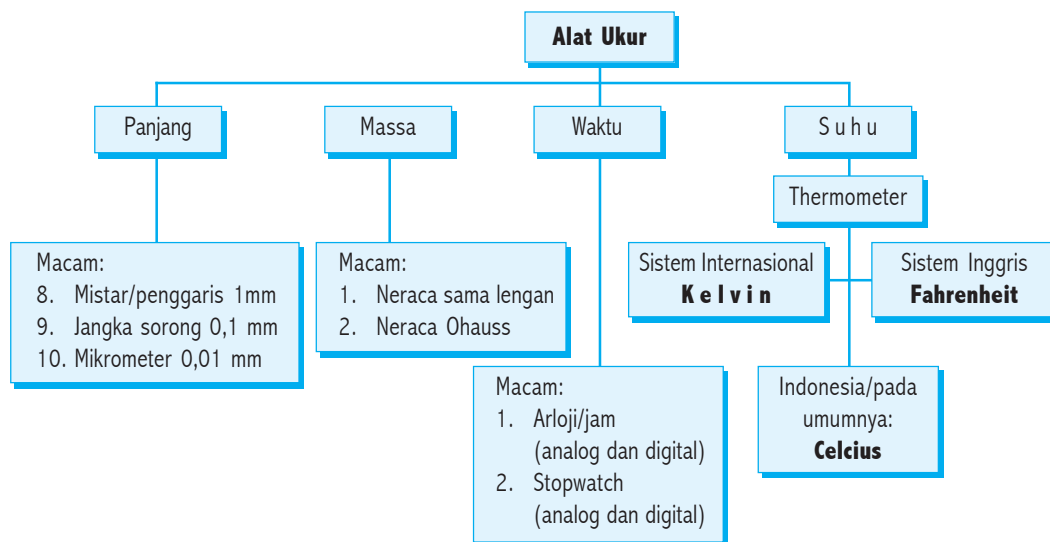 Alat Ukur
Panjang
Massa
Waktu
Suhu
Thermometer
Macam:
8. Mistar/penggaris 1mm
9. Jangka sorong 0,1 mm
10. Mikrometer 0,01 mm
Macam:
1. Neraca sama lengan
2. Neraca Ohauss
Sistem Internasional
Kelvin
Sistem Inggris
Fahrenheit
Macam:
1. Arloji/jam
(analog dan digital)
2. Stopwatch
(analog dan digital)
Indonesia/pada
umumnya:
Celcius